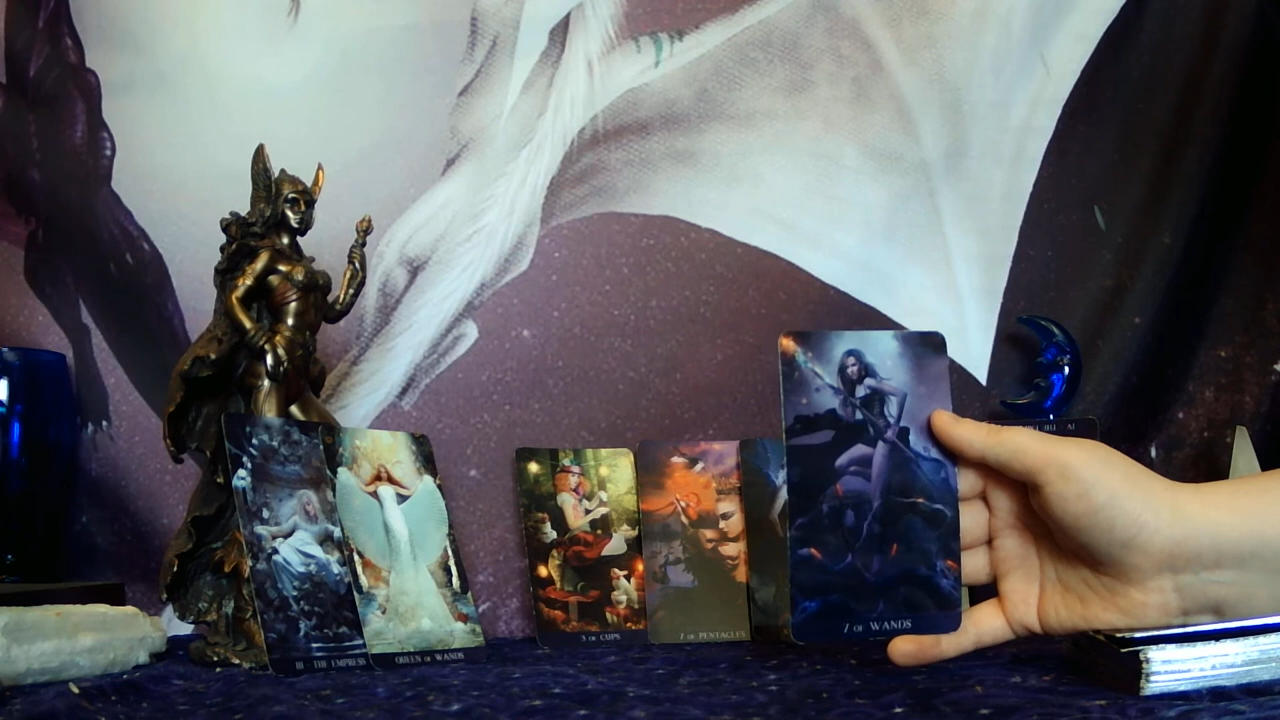 III - THE EMPRESS
QUEEN OF WANDS
3 OF CUPS
7 OF PENTACLES
7 OF WANDS